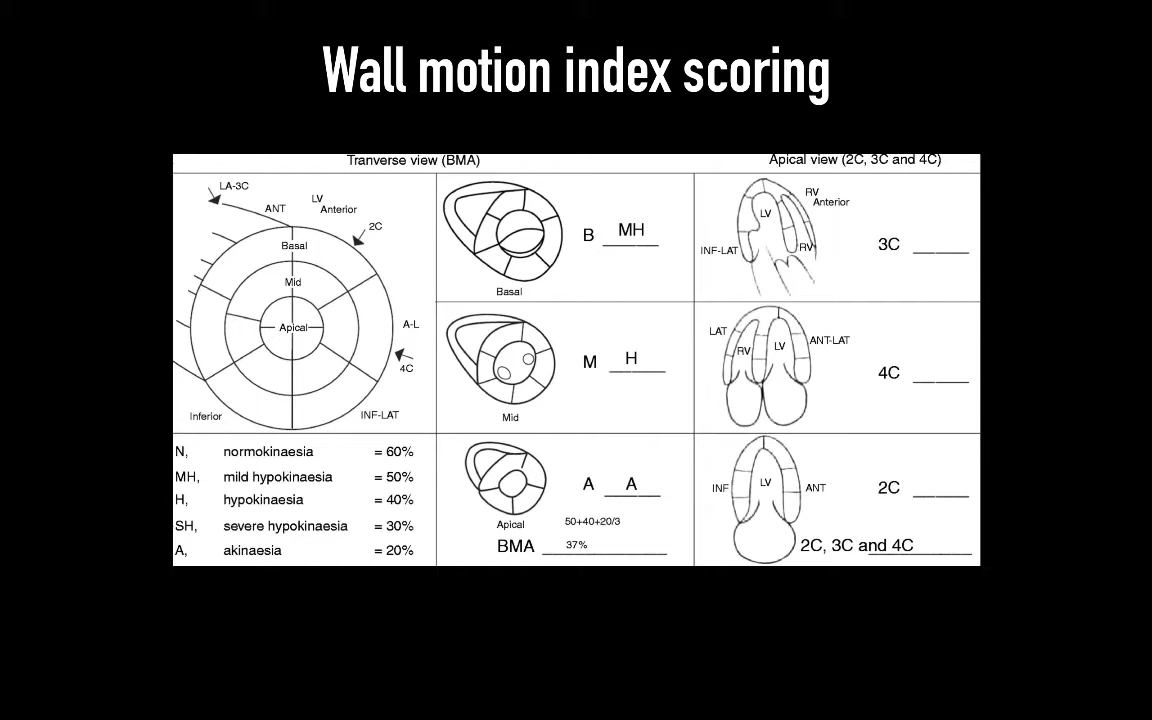 Wall motion index scoring
Tranverse view (BMA)
Apical view (2C, 3C and 4C)
LA-3C
ANT
LV
Anterior
2C
Basal
Mid
Apical
A-L
4C
Inferior
INF-LAT
B MH
Basal
M H
Mid
A A
Apical
50+40+20/3
BMA 37%
RV
Anterior
LV
INF-LAT
RV
3C
LAT
RV
LV
ANT-LAT
4C
INF
LV
ANT
2C
2C, 3C and 4C
N, normokinaesia = 60%
MH, mild hypokinaesia = 50%
H, hypokinaesia = 40%
SH, severe hypokinaesia = 30%
A, akinaesia = 20%